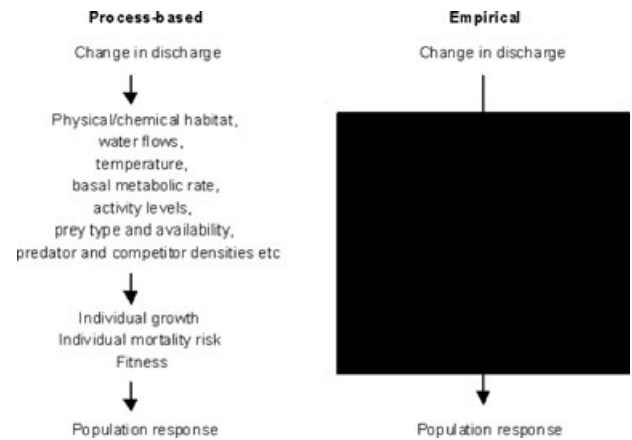 Process-based
Change in discharge
Physical/chemical habitat,
water flows,
temperature,
basal metabolic rate,
activity levels,
prey type and availability,
predator and competitor densities etc
Individual growth
Individual mortality risk
Fitness
Population response
Empirical
Change in discharge
Population response